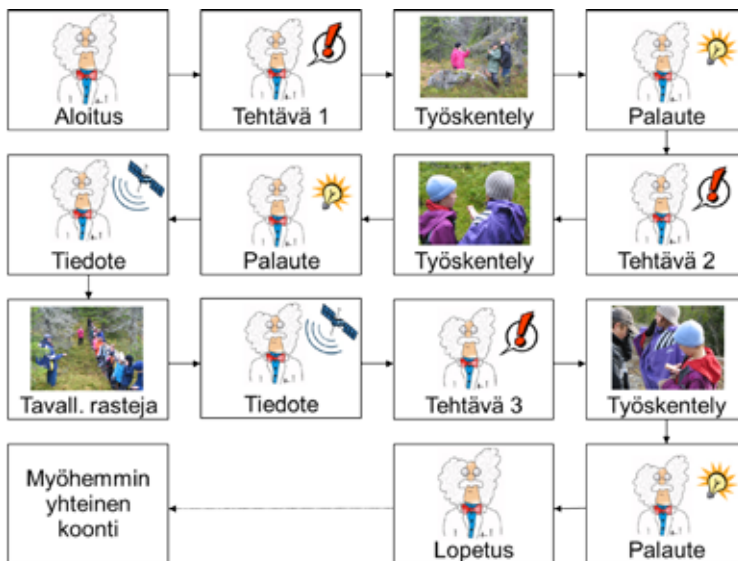 Aloitus
Tehtävä 1
Työskentely
Palaute
Tiedote
Palaute
Työskentely
Tehtävä 2
Tavall. rasteja
Tiedote
Tehtävä 3
Työskentely
Myöhemmin
yhteinen
koonti
Lopetus
Palaute